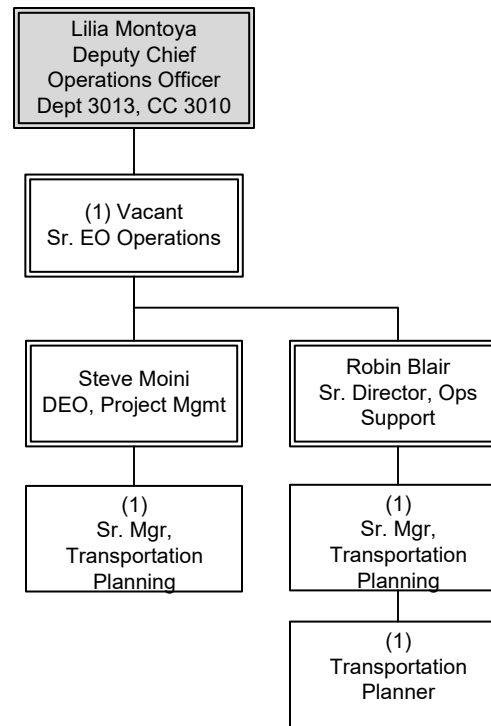 Lilia Montoya
Deputy Chief
Operations Officer
Dept 3013, CC 3010
(1) Vacant
Sr. EO Operations
Steve Moini
DEO, Project Mgmt
Robin Blair
Sr. Director, Ops
Support
(1)
Sr. Mgr,
Transportation
Planning
(1)
Sr. Mgr,
Transportation
Planning
(1)
Transportation
Planner